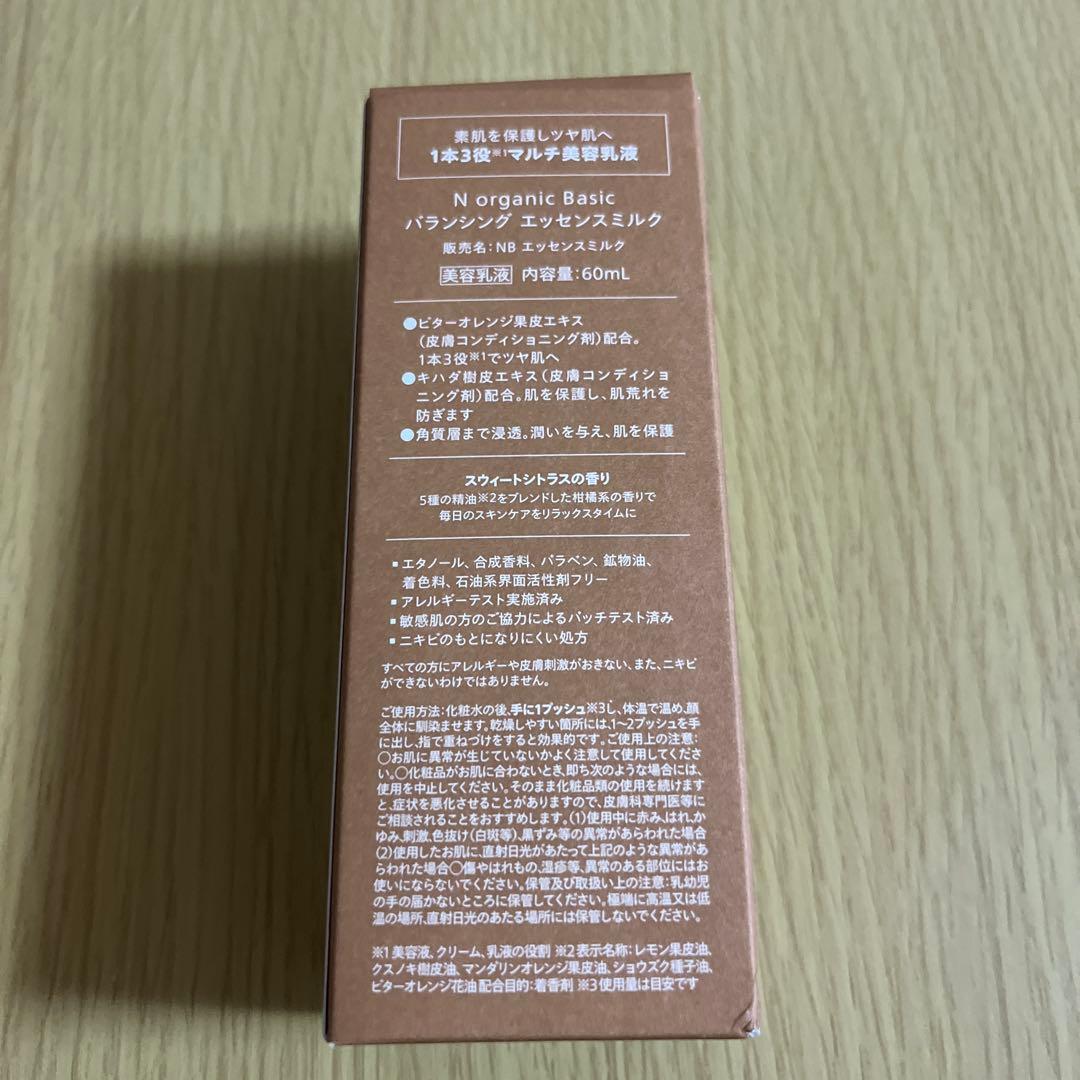 素肌を保護しツヤ肌へ
1本3役※1マルチ美容乳液
N organic Basic
バランシング エッセンスミルク
販売名：NB エッセンスミルク
美容乳液 内容量：60mL
●ビターオレンジ果皮エキス
（皮膚コンディショニング剤）配合。
1本3役※1でツヤ肌へ
●キハダ樹皮エキス（皮膚コンディショ
ニング剤）配合。肌を保護し、肌荒れを
防ぎます
●角質層まで浸透。潤いを与え、肌を保護
スウィートシトラスの香り
5種の精油※2をブレンドした柑橘系の香りで
毎日のスキンケアをリラックスタイムに
■エタノール、合成香料、パラベン、鉱物油、
着色料、石油系界面活性剤フリー
■アレルギーテスト実施済み
■敏感肌の方のご協力によるパッチテスト済み
■ニキビのもとになりにくい処方
すべての方にアレルギーや皮膚刺激がおきない、また、ニキビ
ができないわけではありません。
ご使用方法：化粧水の後、手に1プッシュ※3し、体温で温め、顔
全体に馴染ませます。乾燥しやすい箇所には、1〜2プッシュを手
に出し、指で重ねづけをすると効果的です。ご使用上の注意：
○お肌に異常が生じていないかよく注意して使用してくださ
い。○化粧品がお肌に合わないとき、即ち次のような場合には、
使用を中止してください。そのまま化粧品類の使用を続けます
と、症状を悪化させることがありますので、皮膚科専門医等に
ご相談されることをおすすめします。（1）使用中に赤み、はれ、か
ゆみ、刺激、色抜け（白斑等）、黒ずみ等の異常があらわれた場合
（2）使用したお肌に、直射日光があたって上記のような異常があ
らわれた場合○傷やはれもの、湿疹等、異常のある部位にはお
使いにならないでください。保管及び取扱い上の注意：乳幼児
の手の届かないところに保管してください。極端に高温又は低
温の場所、直射日光のあたる場所には保管しないでください。
※1 美容液、クリーム、乳液の役割 ※2 表示名称：レモン果皮油、
クスノキ樹皮油、マンダリンオレンジ果皮油、ショウズク種子油、
ビターオレンジ花油 配合目的：着香剤 ※3 使用量は目安です